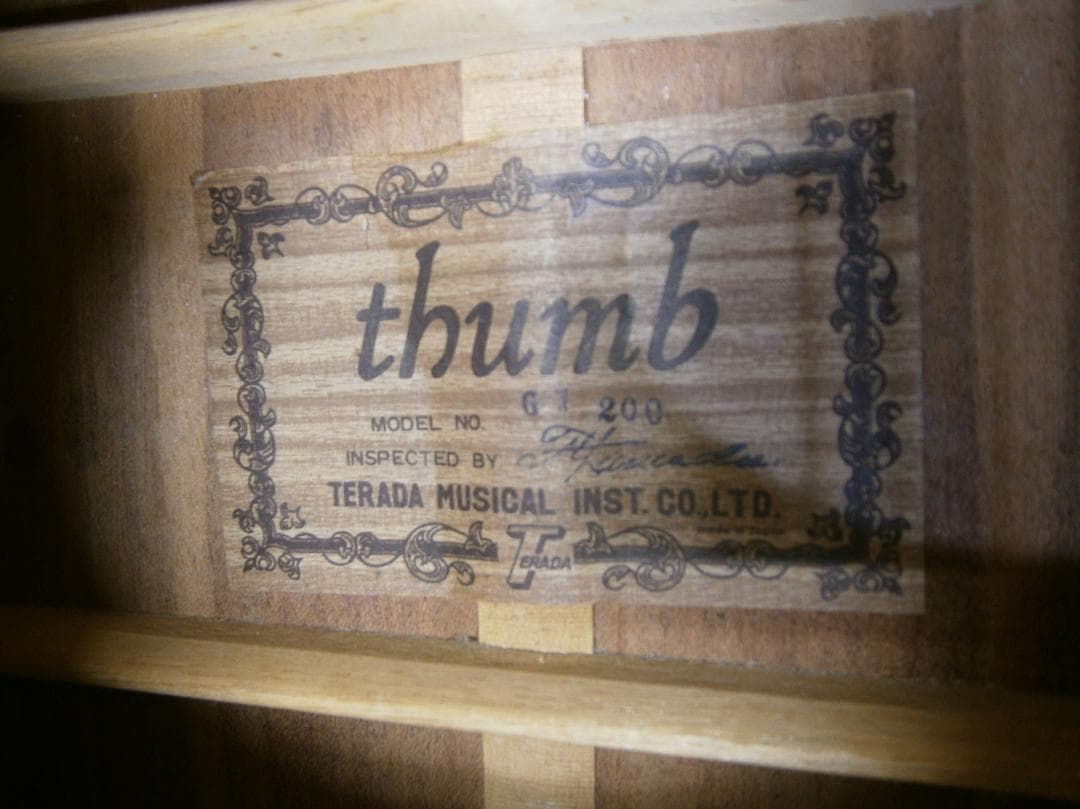 thumb
MODEL NO. 200
INSPECTED BY
TERADA MUSICAL INST. CO., LTD.
TERADA